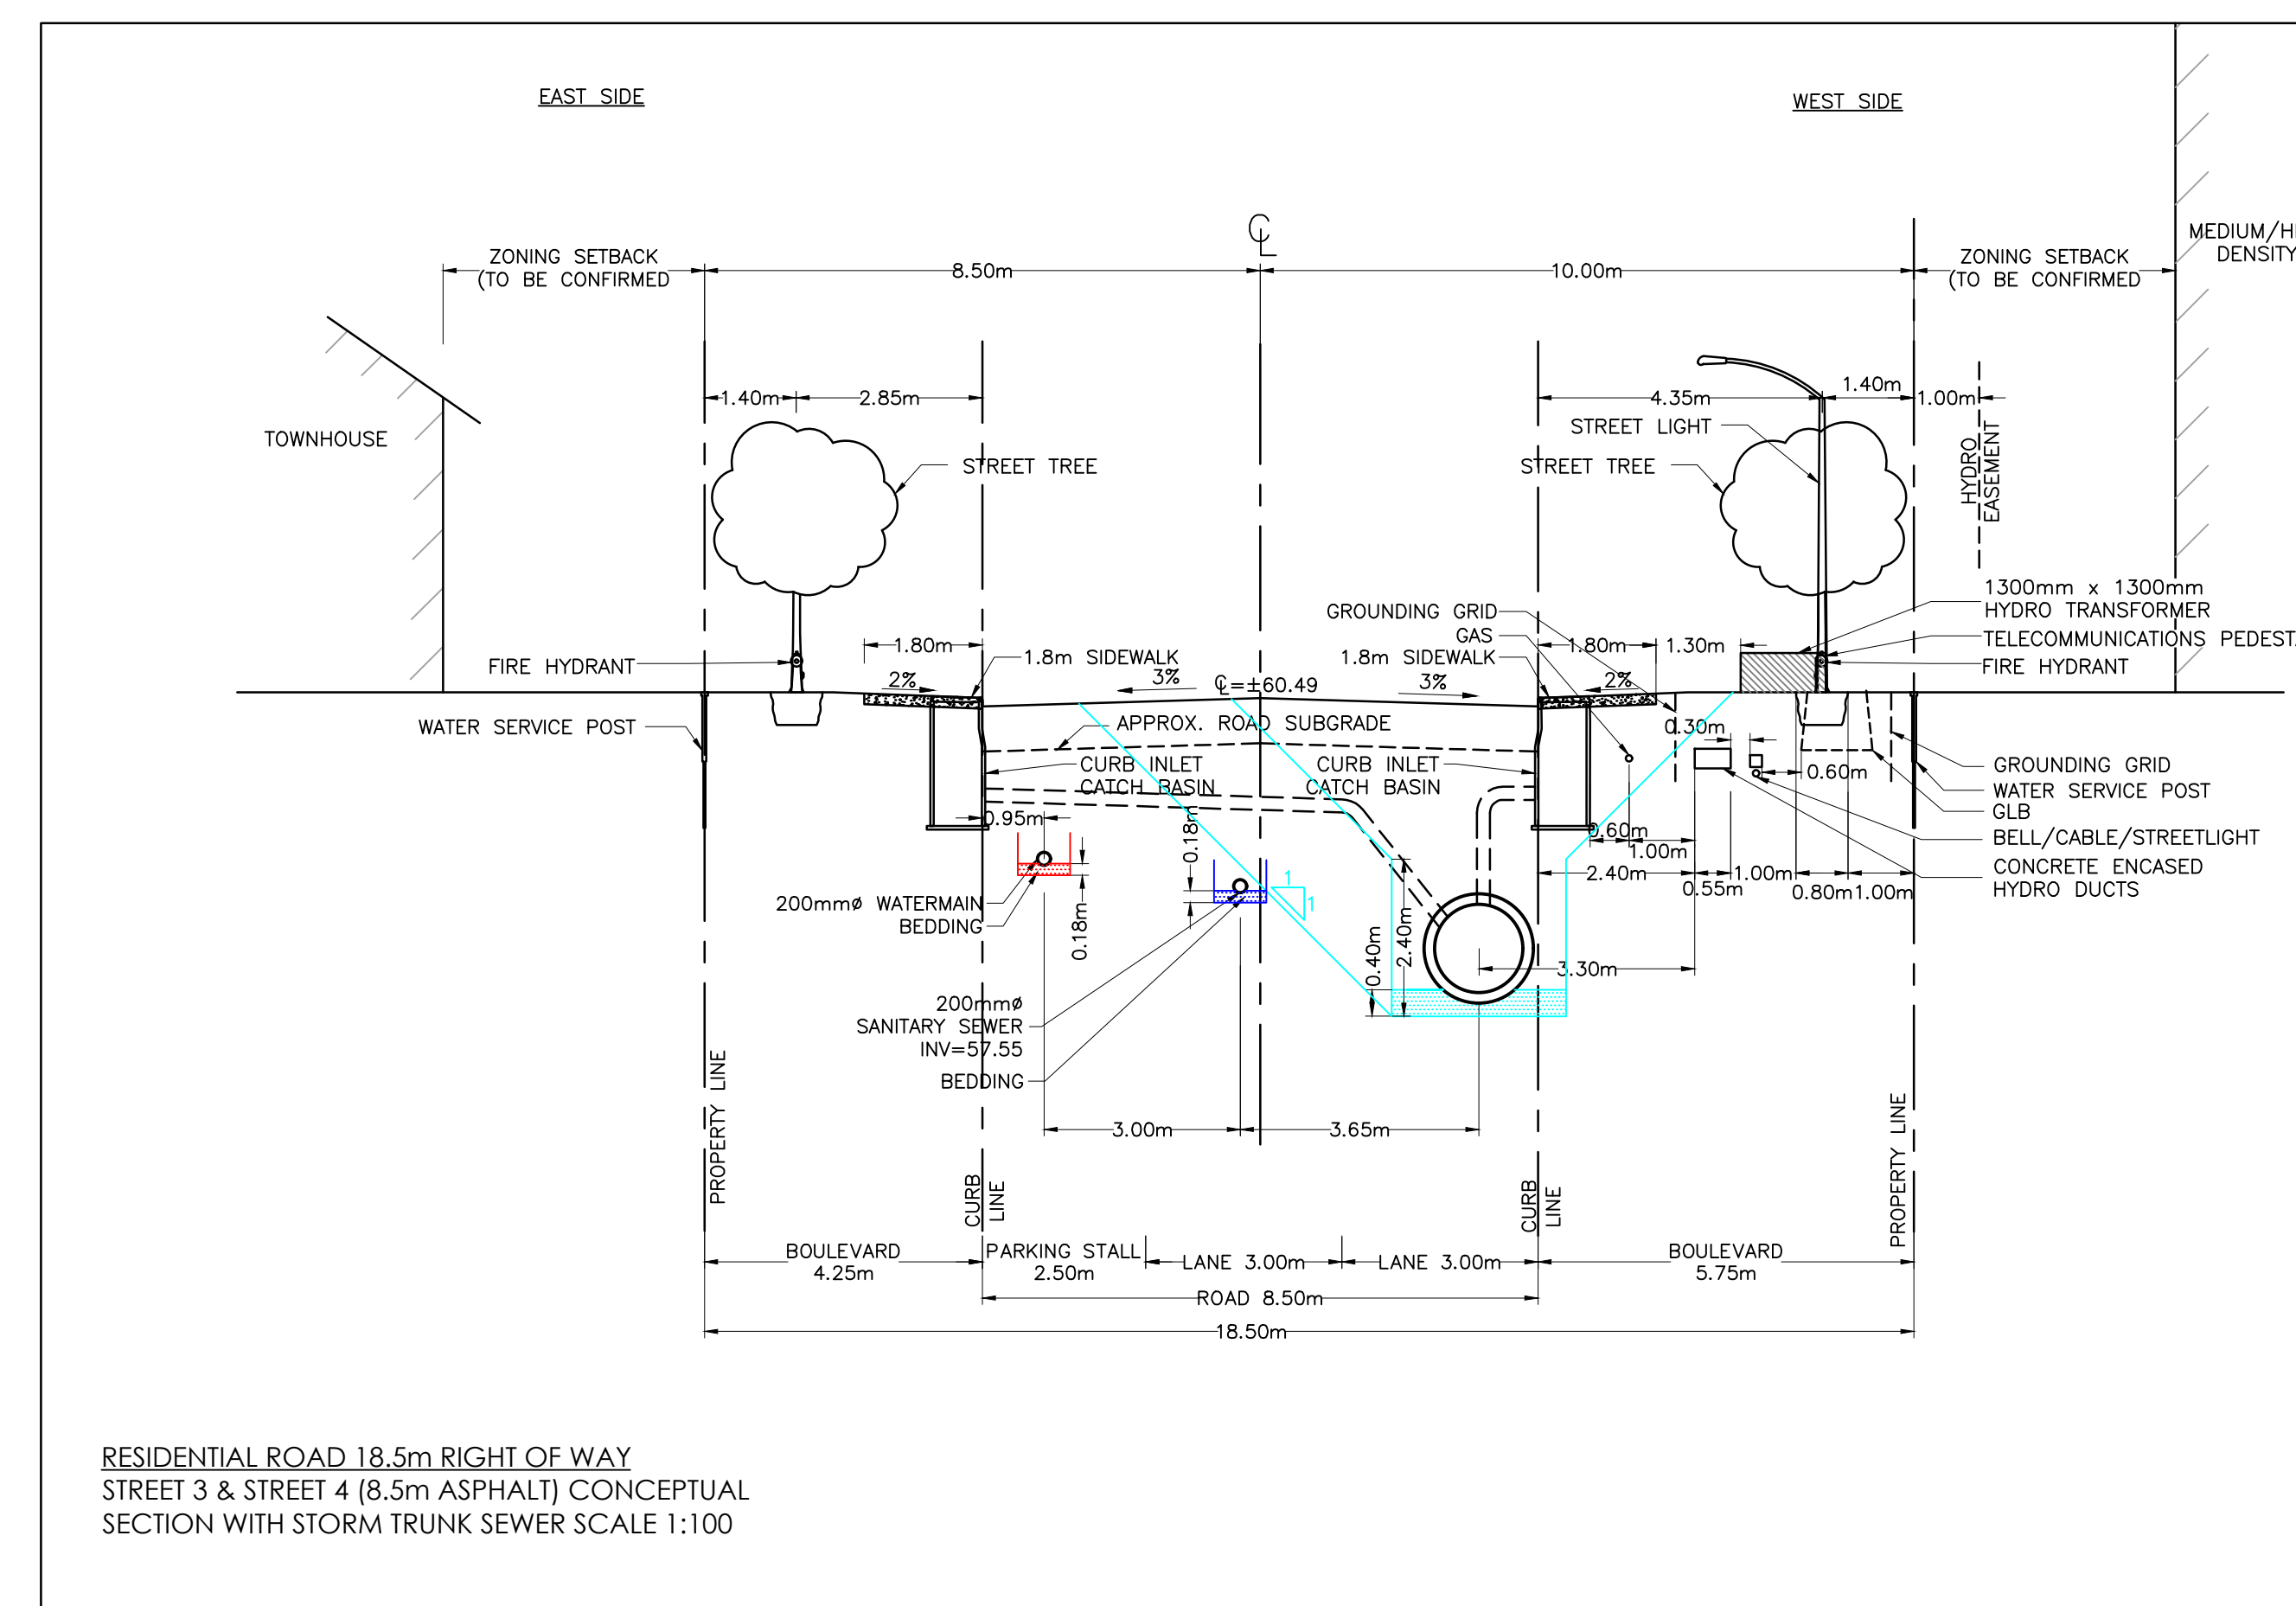 EAST SIDE
WEST SIDE
ZONING SETBACK
(TO BE CONFIRMED
8.50m
℄
10.00m
ZONING SETBACK
(TO BE CONFIRMED
DENSITY
TOWNHOUSE
1.40m
2.85m
STREET TREE
4.35m
1.40m
1.00m
STREET LIGHT
STREET TREE
HYDRO
EASEMENT
FIRE HYDRANT
1.80m
2%
1.8m SIDEWALK
3%
℄=±60.49
GROUNDING GRID
GAS
1.8m SIDEWALK
3%
1.80m
1.30m
2%
1300mm x 1300mm
HYDRO TRANSFORMER
TELECOMMUNICATIONS
FIRE HYDRANT
WATER SERVICE POST
APPROX. ROAD SUBGRADE
CURB INLET
CATCH BASIN
CURB INLET
CATCH BASIN
0.30m
0.60m
GROUNDING GRID
WATER SERVICE POST
GLB
BELL/CABLE/STREETLIGHT
CONCRETE ENCASED
HYDRO DUCTS
0.95m
0.18m
0.60m
1.00m
2.40m
0.55m
1.00m
0.80m
1.00m
200mmø WATERMAIN
BEDDING
0.18m
1
1
0.40m
2.40m
3.30m
200mmø
SANITARY SEWER
INV=57.55
BEDDING
3.00m
3.65m
PROPERTY LINE
CURB
LINE
CURB
LINE
PROPERTY LINE
BOULEVARD
4.25m
PARKING STALL
2.50m
LANE 3.00m
LANE 3.00m
BOULEVARD
5.75m
ROAD 8.50m
18.50m
RESIDENTIAL ROAD 18.5m RIGHT OF WAY
STREET 3 & STREET 4 (8.5m ASPHALT) CONCEPTUAL
SECTION WITH STORM TRUNK SEWER SCALE 1:100